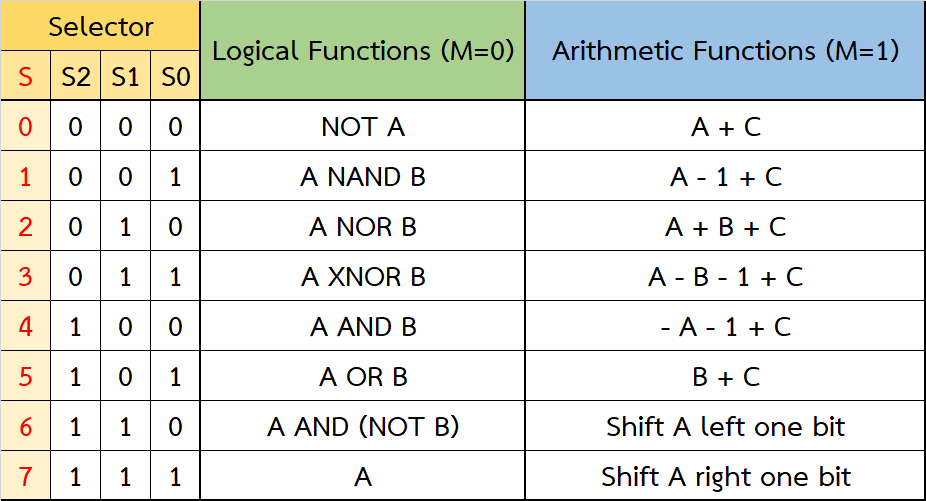 Selector Logical Functions (M=0) Arithmetic Functions (M=1)
S S2 S1 S0
0 0 0 0 NOT A A + C
1 0 0 1 A NAND B A - 1 + C
2 0 1 0 A NOR B A + B + C
3 0 1 1 A XNOR B A - B - 1 + C
4 1 0 0 A AND B - A - 1 + C
5 1 0 1 A OR B B + C
6 1 1 0 A AND (NOT B) Shift A left one bit
7 1 1 1 A Shift A right one bit